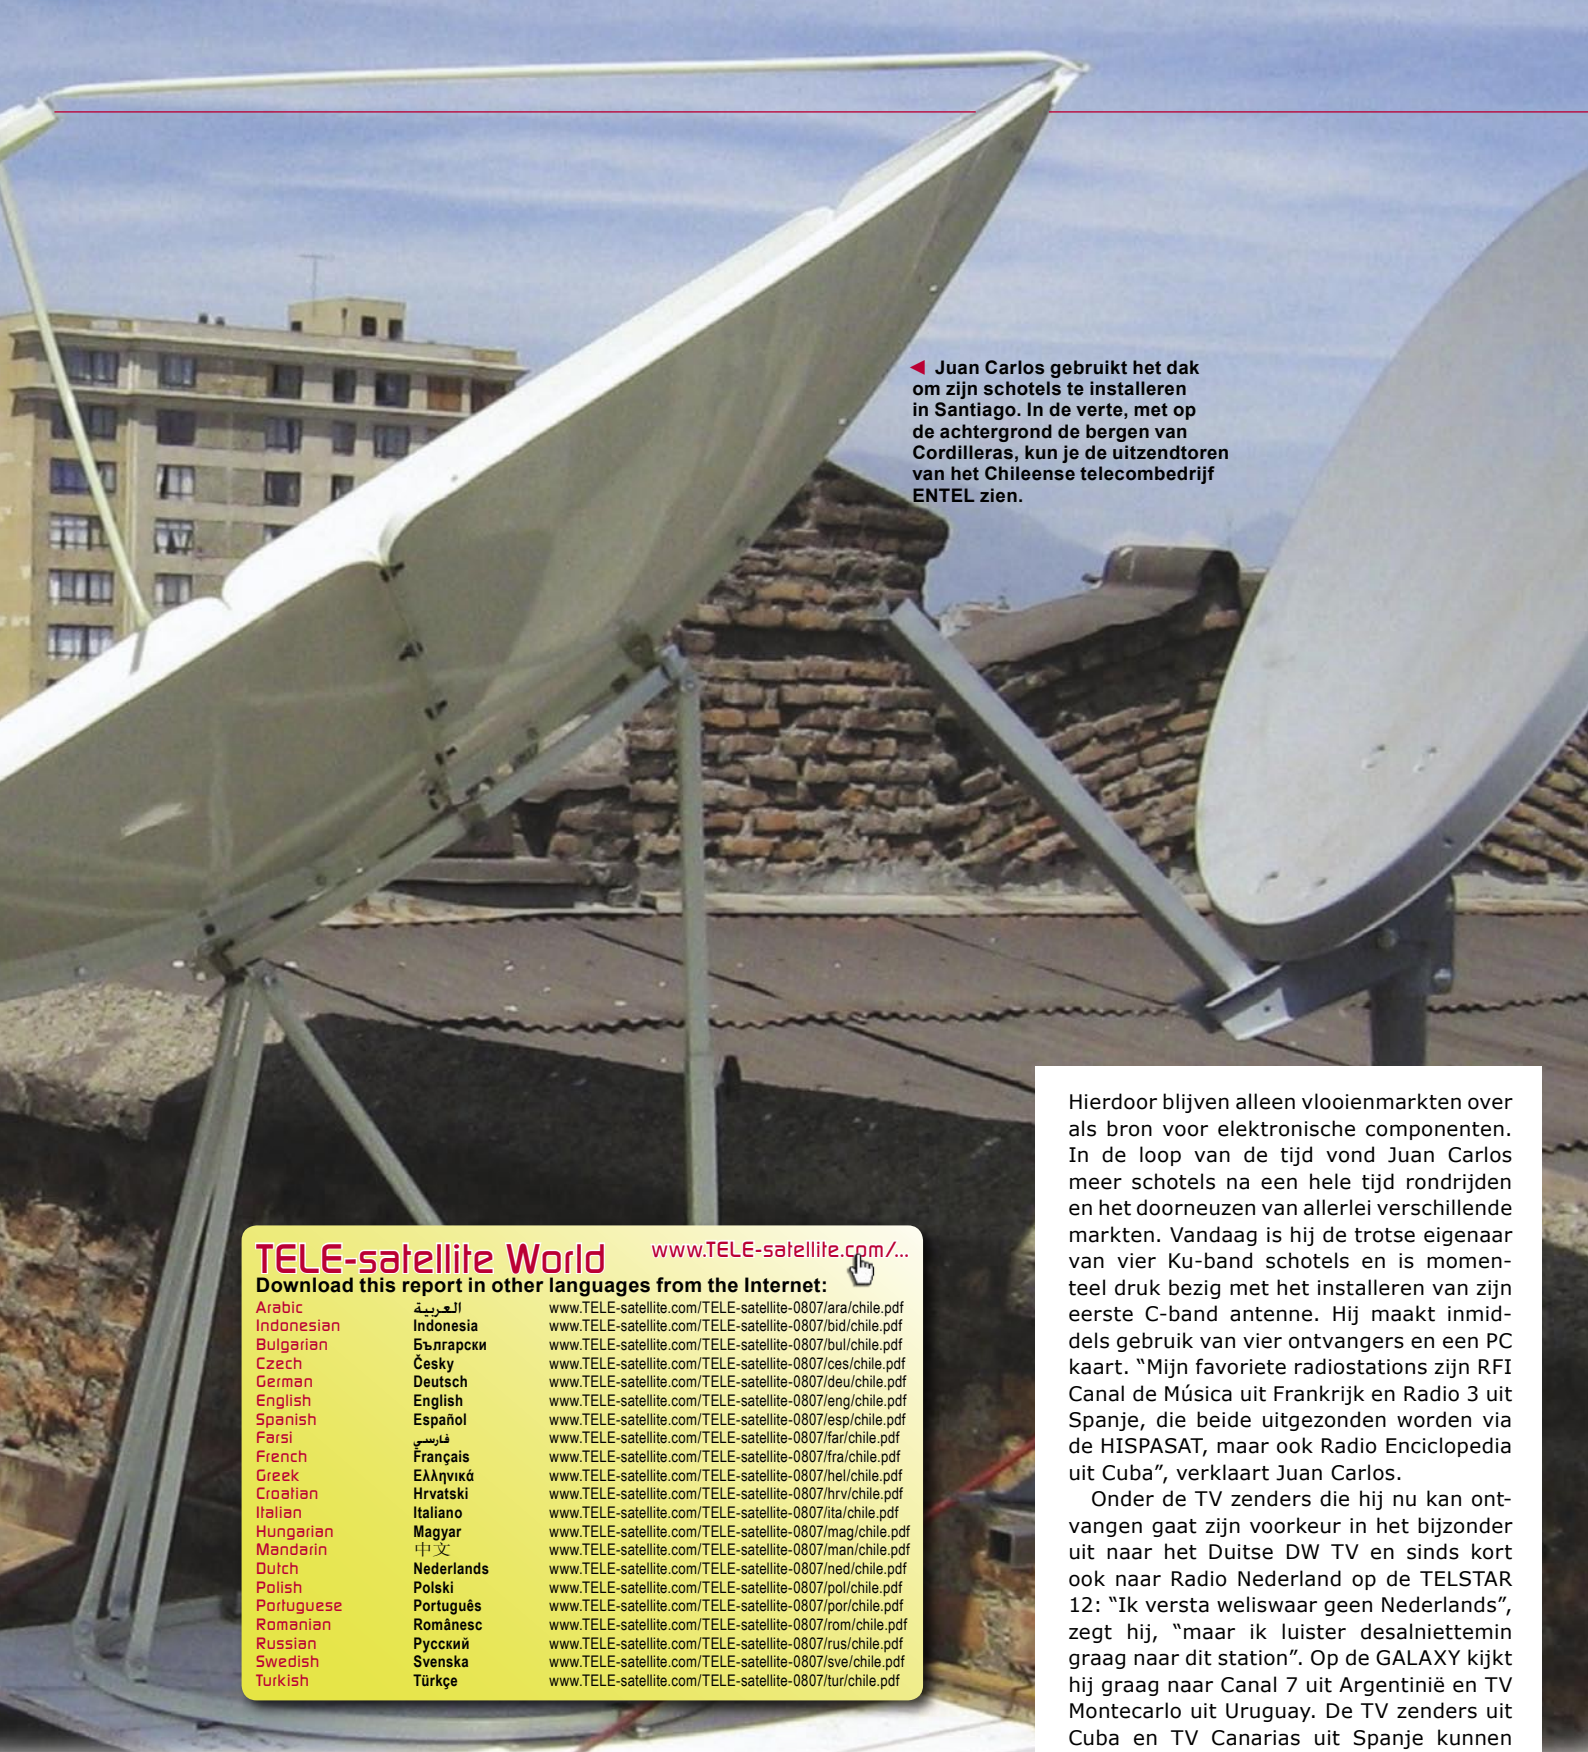 ◄ Juan Carlos gebruikt het dak
om zijn schotels te installeren
in Santiago. In de verte, met op
de achtergrond de bergen van
Cordilleras, kun je de uitzendtoren
van het Chileense telecombedrijf
ENTEL zien.
TELE-satellite World www.TELE-satellite.com/...
Download this report in other languages from the Internet:
Arabic العربية www.TELE-satellite.com/TELE-satellite-0807/ara/chile.pdf
Indonesian Indonesia www.TELE-satellite.com/TELE-satellite-0807/bid/chile.pdf
Bulgarian Български www.TELE-satellite.com/TELE-satellite-0807/bul/chile.pdf
Czech Česky www.TELE-satellite.com/TELE-satellite-0807/ces/chile.pdf
German Deutsch www.TELE-satellite.com/TELE-satellite-0807/deu/chile.pdf
English English www.TELE-satellite.com/TELE-satellite-0807/eng/chile.pdf
Spanish Español www.TELE-satellite.com/TELE-satellite-0807/esp/chile.pdf
Farsi فارسي www.TELE-satellite.com/TELE-satellite-0807/far/chile.pdf
French Français www.TELE-satellite.com/TELE-satellite-0807/fra/chile.pdf
Greek Ελληνικά www.TELE-satellite.com/TELE-satellite-0807/hel/chile.pdf
Croatian Hrvatski www.TELE-satellite.com/TELE-satellite-0807/hrv/chile.pdf
Italian Italiano www.TELE-satellite.com/TELE-satellite-0807/ita/chile.pdf
Hungarian Magyar www.TELE-satellite.com/TELE-satellite-0807/mag/chile.pdf
Mandarin 中文 www.TELE-satellite.com/TELE-satellite-0807/man/chile.pdf
Dutch Nederlands www.TELE-satellite.com/TELE-satellite-0807/ned/chile.pdf
Polish Polski www.TELE-satellite.com/TELE-satellite-0807/pol/chile.pdf
Portuguese Português www.TELE-satellite.com/TELE-satellite-0807/por/chile.pdf
Romanian Românesc www.TELE-satellite.com/TELE-satellite-0807/rom/chile.pdf
Russian Русский www.TELE-satellite.com/TELE-satellite-0807/rus/chile.pdf
Swedish Svenska www.TELE-satellite.com/TELE-satellite-0807/sve/chile.pdf
Turkish Türkçe www.TELE-satellite.com/TELE-satellite-0807/tur/chile.pdf
Hierdoor blijven alleen vlooienmarkten over
als bron voor elektronische componenten.
In de loop van de tijd vond Juan Carlos
meer schotels na een hele tijd rondrijden
en het doorneuzen van allerlei verschillende
markten. Vandaag is hij de trotse eigenaar
van vier Ku-band schotels en is momen-
teel druk bezig met het installeren van zijn
eerste C-band antenne. Hij maakt inmid-
dels gebruik van vier ontvangers en een PC
kaart. “Mijn favoriete radiostations zijn RFI
Canal de Música uit Frankrijk en Radio 3 uit
Spanje, die beide uitgezonden worden via
de HISPASAT, maar ook Radio Enciclopedia
uit Cuba”, verklaart Juan Carlos.
Onder de TV zenders die hij nu kan ont-
vangen gaat zijn voorkeur in het bijzonder
uit naar het Duitse DW TV en sinds kort
ook naar Radio Nederland op de TELSTAR
12: “Ik versta weliswaar geen Nederlands”,
zegt hij, “maar ik luister desalniettemin
graag naar dit station”. Op de GALAXY kijkt
hij graag naar Canal 7 uit Argentinië en TV
Montecarlo uit Uruguay. De TV zenders uit
Cuba en TV Canarias uit Spanje kunnen